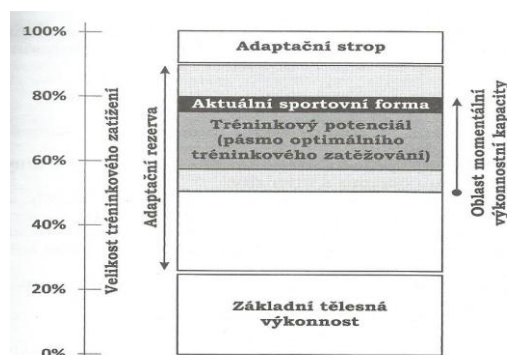 100%
80%
60%
40%
20%
0%
Velikost tréninkového zatížení
Adaptační rezerva
Adaptační strop
Aktuální sportovní forma
Tréninkový potenciál
(pásmo optimálního
tréninkového zatěžování)
Základní tělesná
výkonnost
Oblast momentální
výkonnostní kapacity